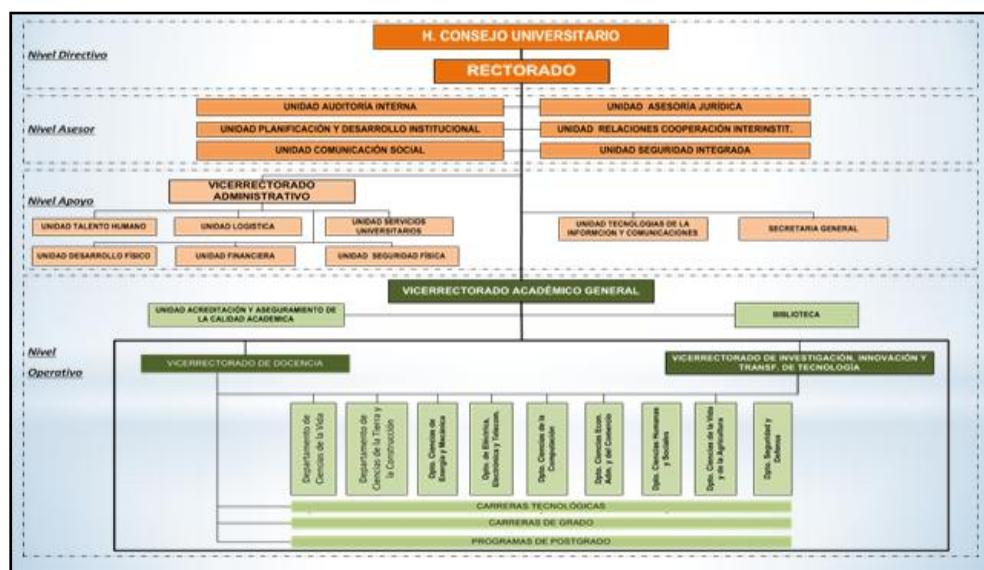 H. CONSEJO UNIVERSITARIO
Nivel Directivo
RECTORADO
UNIDAD AUDITORÍA INTERNA
UNIDAD ASESORÍA JURÍDICA
Nivel Asesor
UNIDAD PLANIFICACIÓN Y DESARROLLO INSTITUCIONAL
UNIDAD RELACIONES COOPERACIÓN INTERINSTIT.
UNIDAD COMUNICACIÓN SOCIAL
UNIDAD SEGURIDAD INTEGRADA
Nivel Apoyo
VICERRECTORADO
ADMINISTRATIVO
UNIDAD TALENTO HUMANO
UNIDAD LOGISTICA
UNIDAD SERVICIOS
UNIVERSITARIOS
UNIDAD TECNOLOGÍAS DE LA
INFORMCION Y COMUNICACIONES
SECRETARIA GENERAL
UNIDAD DESARROLLO FÍSICO
UNIDAD FINANCIERA
UNIDAD SEGURIDAD FÍSICA
VICERRECTORADO ACADÉMICO GENERAL
UNIDAD ACREDITACIÓN Y ASEGURAMIENTO DE
LA CALIDAD ACADEMICA
BIBLIOTECA
Nivel
Operativo
VICERRECTORADO DE DOCENCIA
VICERRECTORADO DE INVESTIGACIÓN, INNOVACIÓN Y
TRANSF. DE TECNOLOGÍA
Departamento de
Ciencias de la Vida
Departamento de
Ciencias de la Tierra y
la Construcción
Dpto. Ciencias de
Energía y Mecánica
Dpto. de Eléctrica,
Electrónica y Telecom.
Dpto. Ciencias de la
Computación
Dpto. Ciencias Econ.
Adm. y del Comercio
Dpto. Ciencias Humanas
y Sociales
Dpto. Ciencias de la Vida
y de la Agricultura
Dpto. Seguridad y
Defensa
CARRERAS TECNOLÓGICAS
CARRERAS DE GRADO
PROGRAMAS DE POSTGRADO